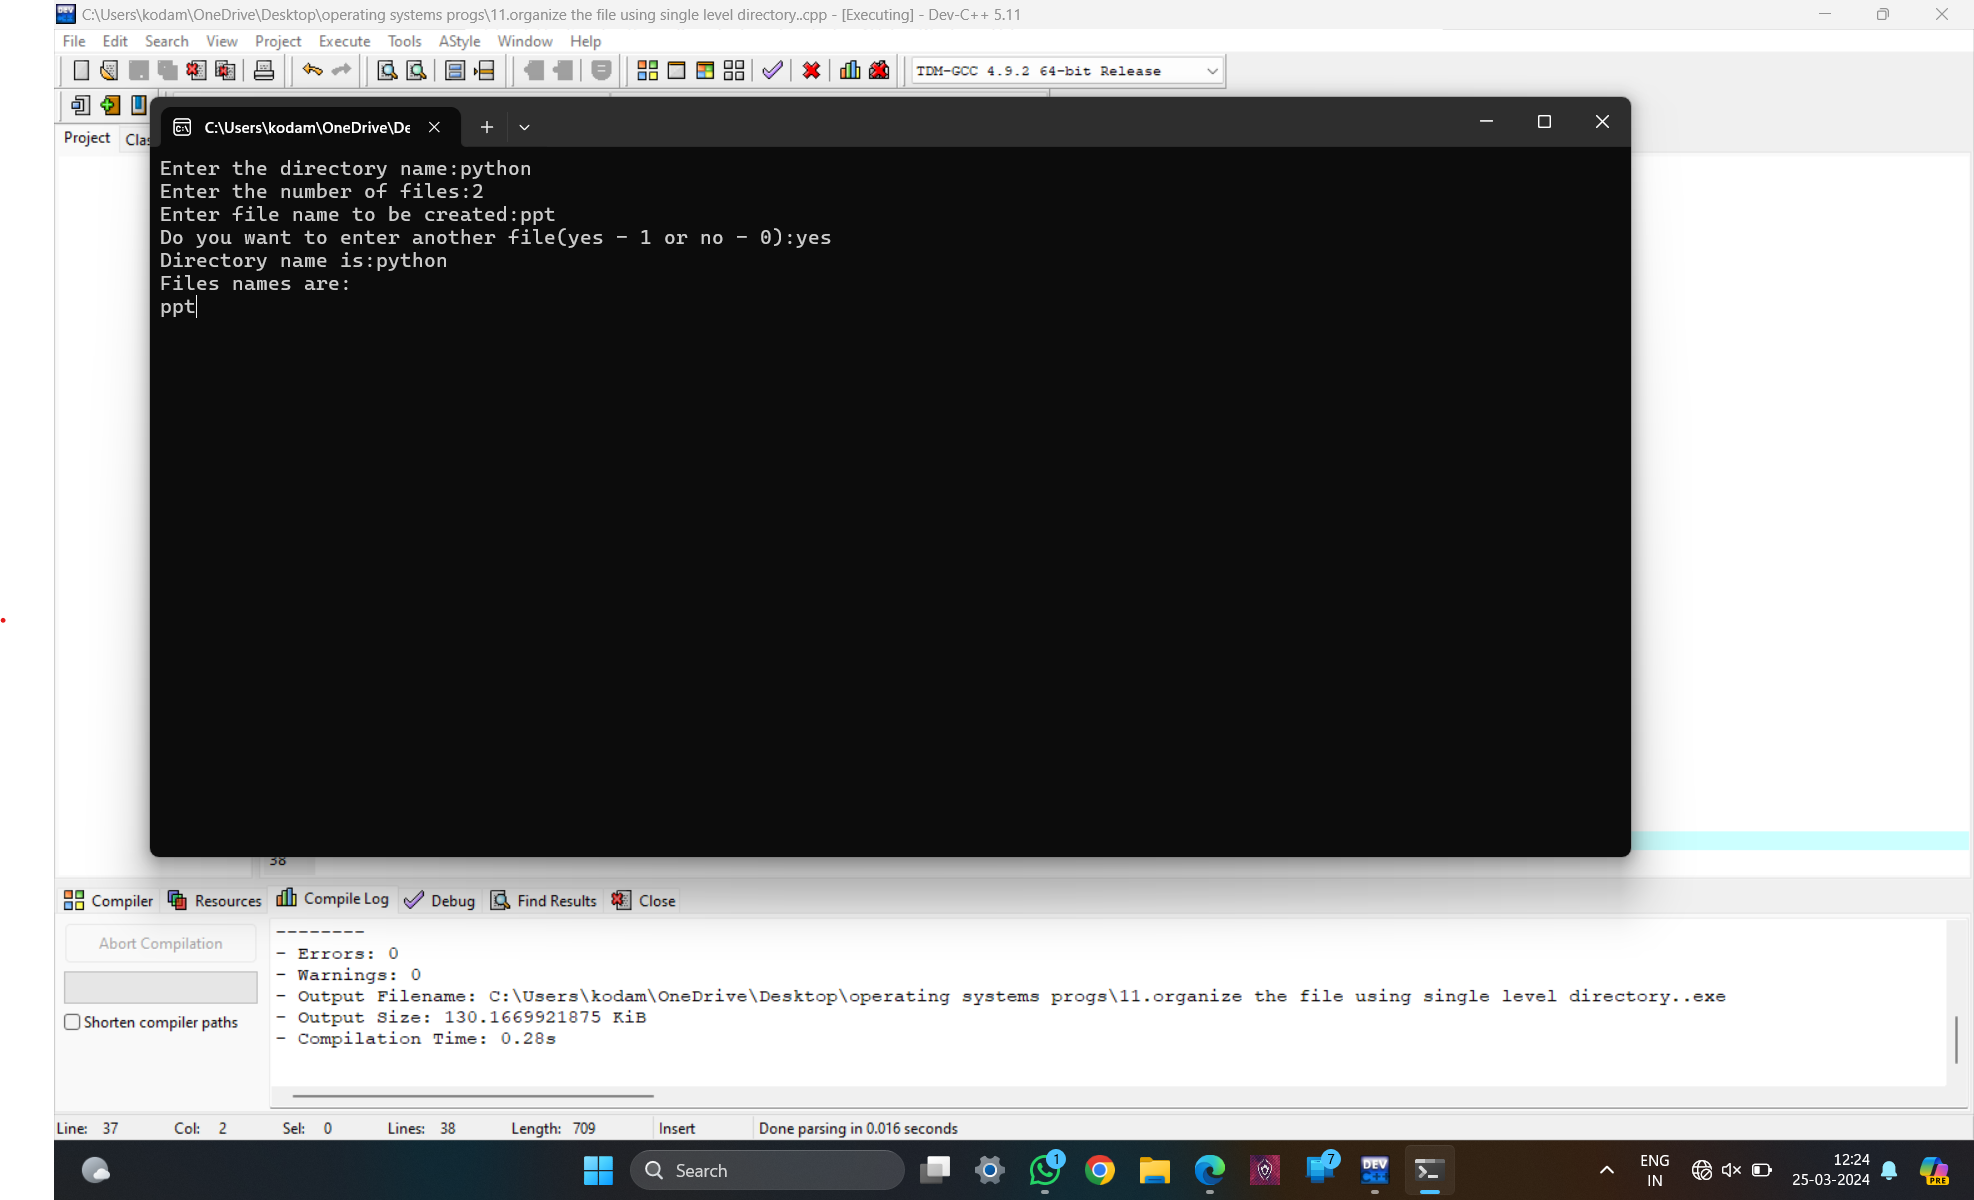 C:\Users\kodam\OneDrive\Desktop\operating systems progs\11.organize the file using single level directory..cpp - [Executing] - Dev-C++ 5.11
File Edit Search View Project Execute Tools AStyle Window Help
TDM-GCC 4.9.2 64-bit Release
Project Clas
C:\Users\kodam\OneDrive\De
Enter the directory name:python
Enter the number of files:2
Enter file name to be created:ppt
Do you want to enter another file(yes - 1 or no - 0):yes
Directory name is:python
Files names are:
ppt
38
Compiler Resources Compile Log Debug Find Results Close
Abort Compilation
Shorten compiler paths
--------
- Errors: 0
- Warnings: 0
- Output Filename: C:\Users\kodam\OneDrive\Desktop\operating systems progs\11.organize the file using single level directory..exe
- Output Size: 130.1669921875 KiB
- Compilation Time: 0.28s
Line: 37 Col: 2 Sel: 0 Lines: 38 Length: 709 Insert Done parsing in 0.016 seconds
Search
1
7
DEV C++
ENG
IN
12:24
25-03-2024
PRE